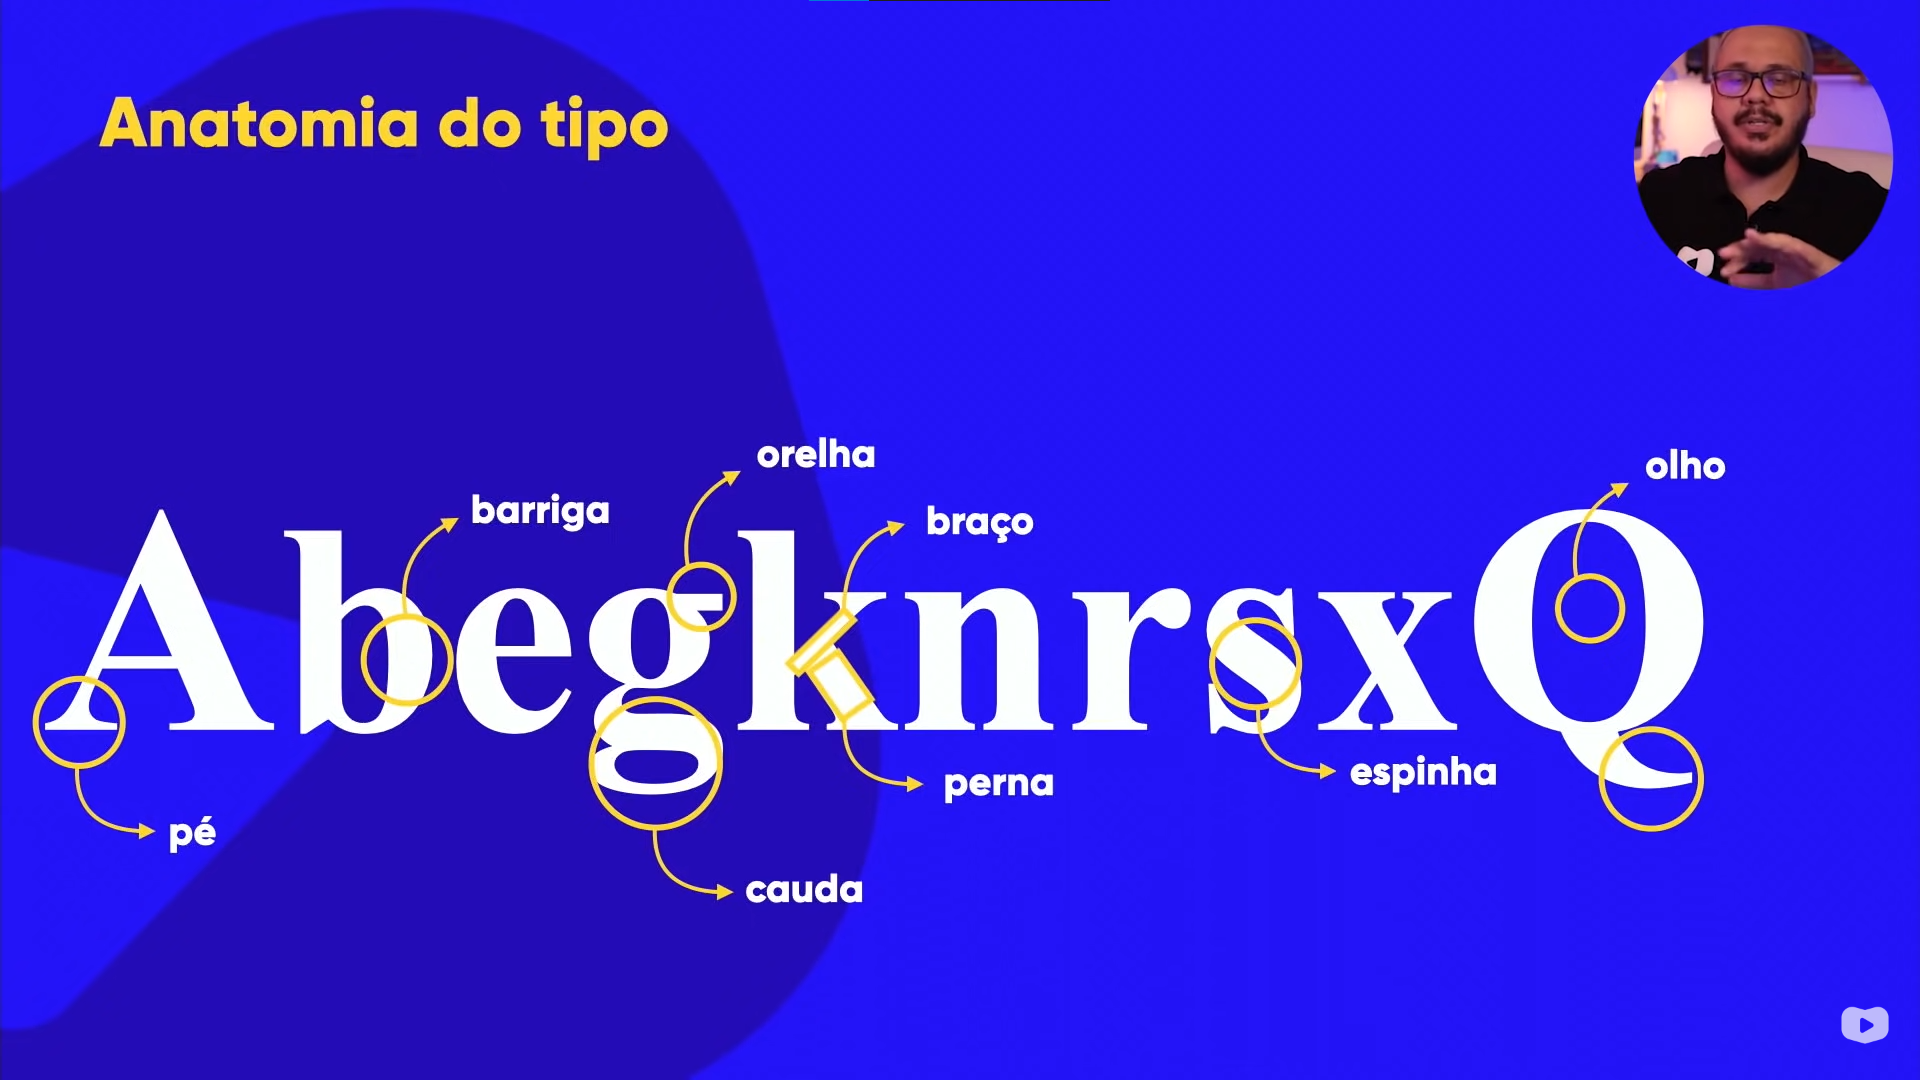 Anatomia do tipo
orelha
olho
barriga
braço
AbegknrsxQ
espinha
perna
pé
cauda